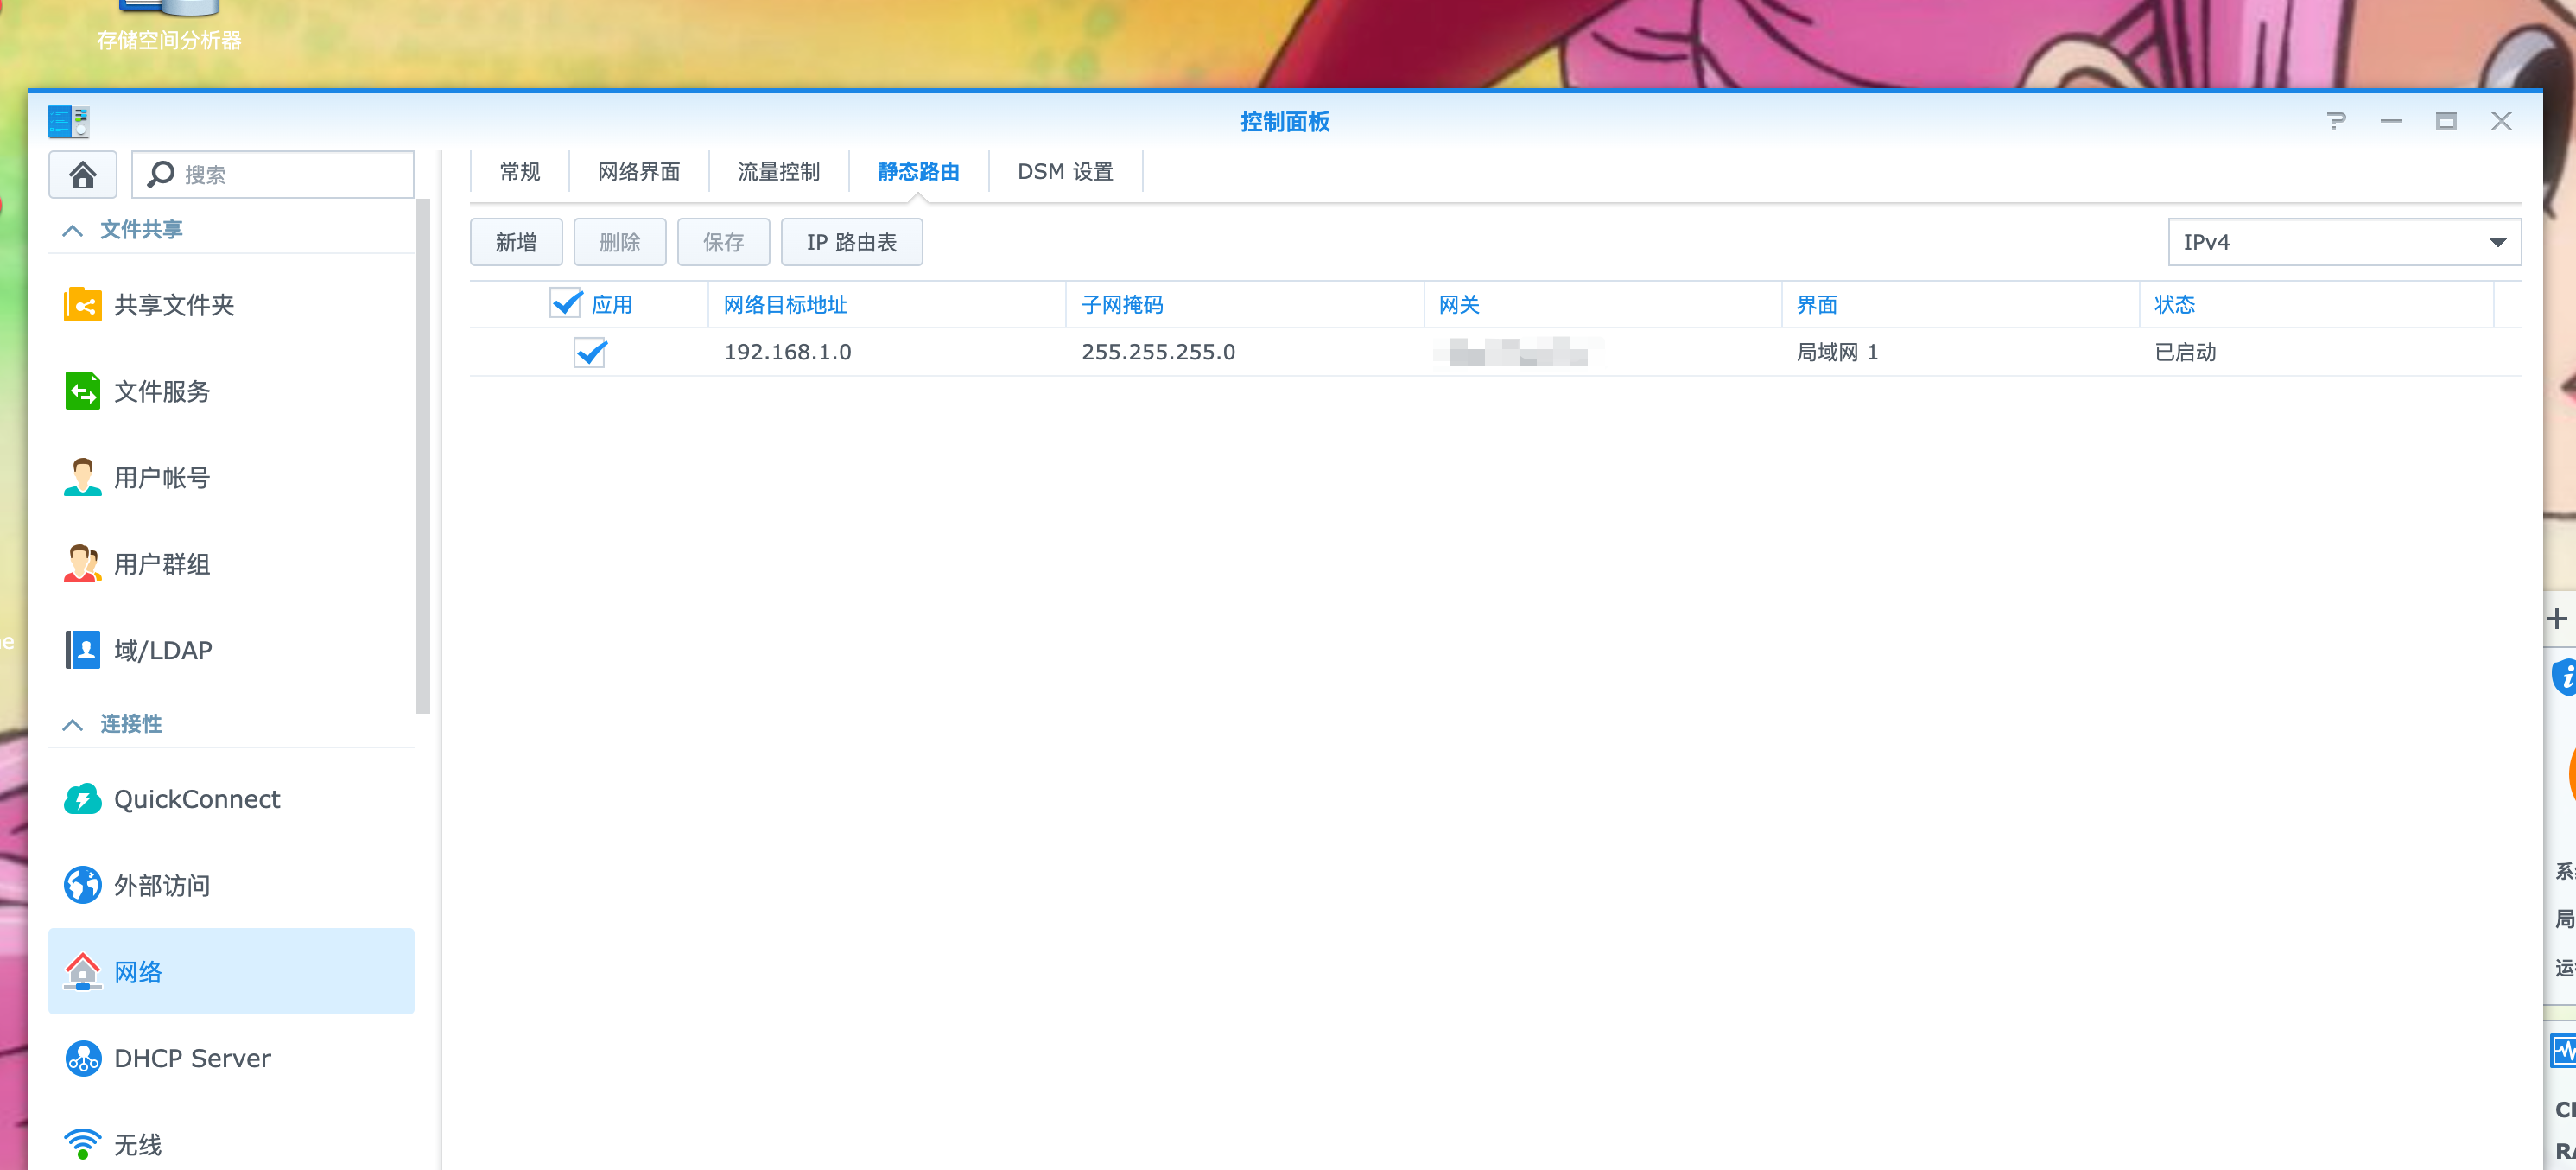 存储空间分析器
控制面板
搜索
常规 网络界面 流量控制 静态路由 DSM 设置
新增 删除 保存 IP 路由表 IPv4
应用 网络目标地址 子网掩码 网关 界面 状态
192.168.1.0 255.255.255.0 局域网 1 已启动
文件共享
共享文件夹
文件服务
用户帐号
用户群组
域/LDAP
连接性
QuickConnect
外部访问
网络
DHCP Server
无线
局